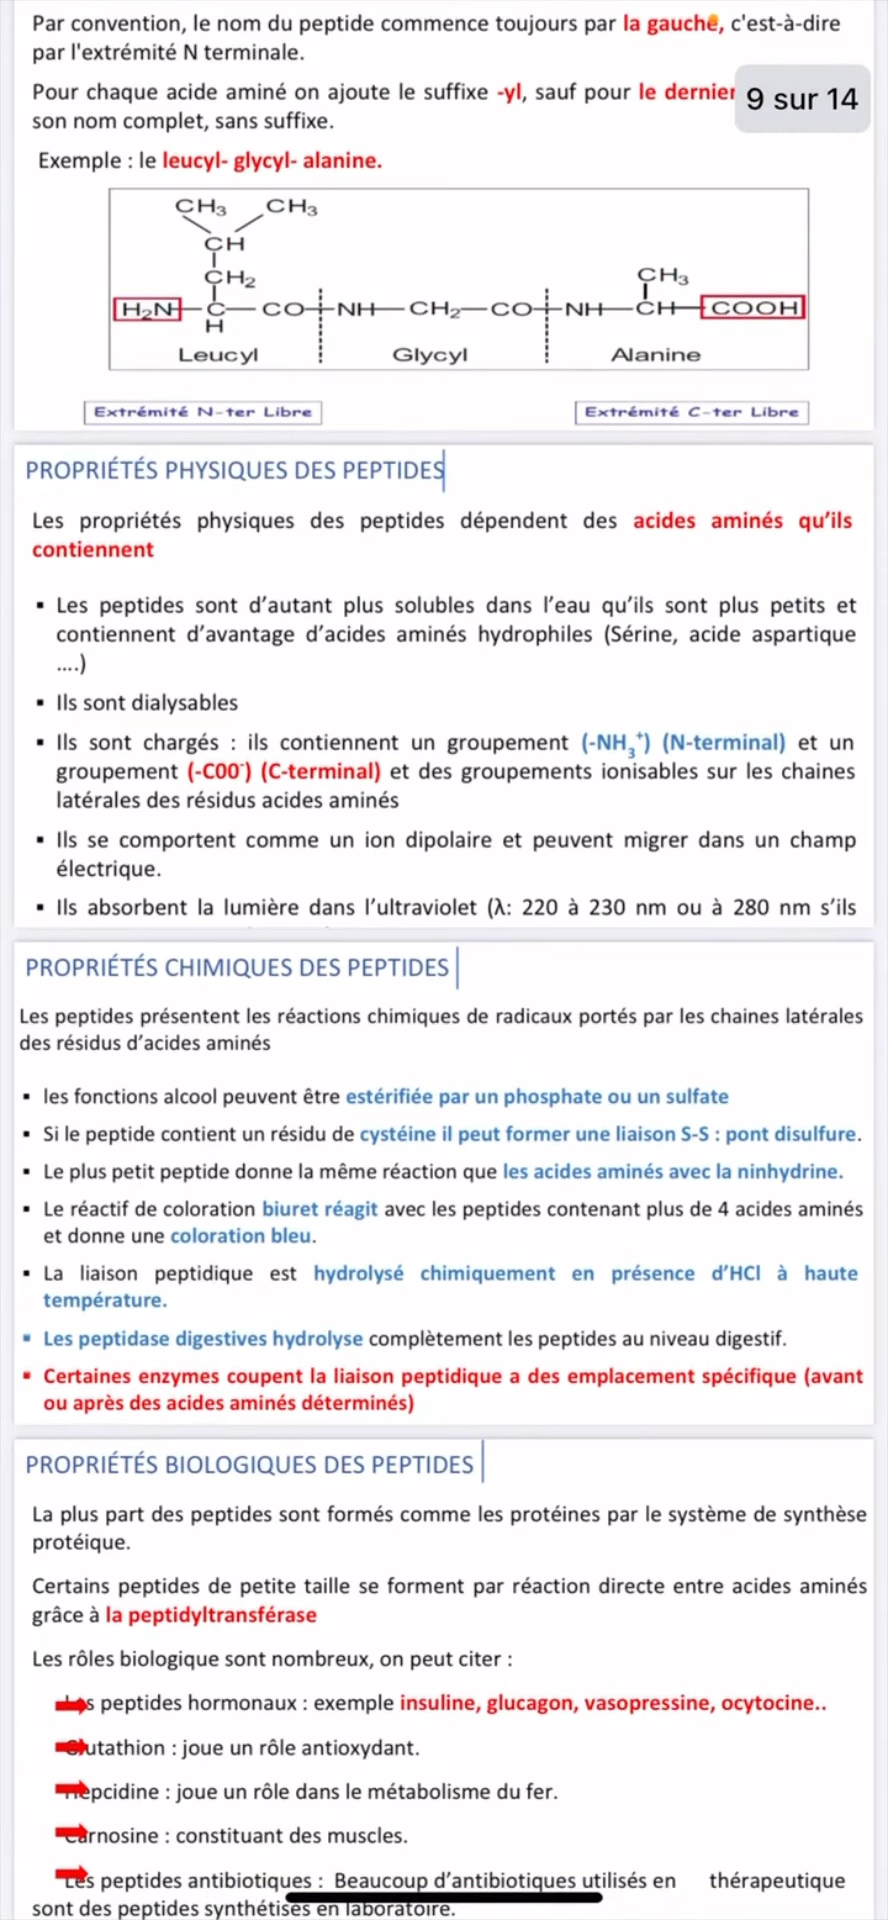 Par convention, le nom du peptide commence toujours par la gauche, c'est-à-dire
par l'extrémité N terminale.
Pour chaque acide aminé on ajoute le suffixe -yl, sauf pour le dernier
9 sur 14
son nom complet, sans suffixe.
Exemple : le leucyl- glycyl- alanine.
CH3 CH3
CH
CH2
CH3
H2N C CO NH CH2 CO NH CH COOH
H
Leucyl Glycyl Alanine
Extrémité N-ter Libre Extrémité C-ter Libre
PROPRIÉTÉS PHYSIQUES DES PEPTIDES
Les propriétés physiques des peptides dépendent des acides aminés qu'ils
contiennent
▪ Les peptides sont d'autant plus solubles dans l'eau qu'ils sont plus petits et
contiennent d'avantage d'acides aminés hydrophiles (Sérine, acide aspartique
....)
▪ Ils sont dialysables
▪ Ils sont chargés : ils contiennent un groupement (-NH3+) (N-terminal) et un
groupement (-C00-) (C-terminal) et des groupements ionisables sur les chaines
latérales des résidus acides aminés
▪ Ils se comportent comme un ion dipolaire et peuvent migrer dans un champ
électrique.
▪ Ils absorbent la lumière dans l'ultraviolet (λ: 220 à 230 nm ou à 280 nm s'ils
PROPRIÉTÉS CHIMIQUES DES PEPTIDES
Les peptides présentent les réactions chimiques de radicaux portés par les chaines latérales
des résidus d'acides aminés
▪ les fonctions alcool peuvent être estérifiée par un phosphate ou un sulfate
▪ Si le peptide contient un résidu de cystéine il peut former une liaison S-S : pont disulfure.
▪ Le plus petit peptide donne la même réaction que les acides aminés avec la ninhydrine.
▪ Le réactif de coloration biuret réagit avec les peptides contenant plus de 4 acides aminés
et donne une coloration bleu.
▪ La liaison peptidique est hydrolysé chimiquement en présence d'HCl à haute
température.
▪ Les peptidase digestives hydrolyse complètement les peptides au niveau digestif.
▪ Certaines enzymes coupent la liaison peptidique a des emplacement spécifique (avant
ou après des acides aminés déterminés)
PROPRIÉTÉS BIOLOGIQUES DES PEPTIDES
La plus part des peptides sont formés comme les protéines par le système de synthèse
protéique.
Certains peptides de petite taille se forment par réaction directe entre acides aminés
grâce à la peptidyltransférase
Les rôles biologique sont nombreux, on peut citer :
Les peptides hormonaux : exemple insuline, glucagon, vasopressine, ocytocine..
Glutathion : joue un rôle antioxydant.
Hepcidine : joue un rôle dans le métabolisme du fer.
Carnosine : constituant des muscles.
Les peptides antibiotiques : Beaucoup d'antibiotiques utilisés en thérapeutique
sont des peptides synthétisés en laboratoire.